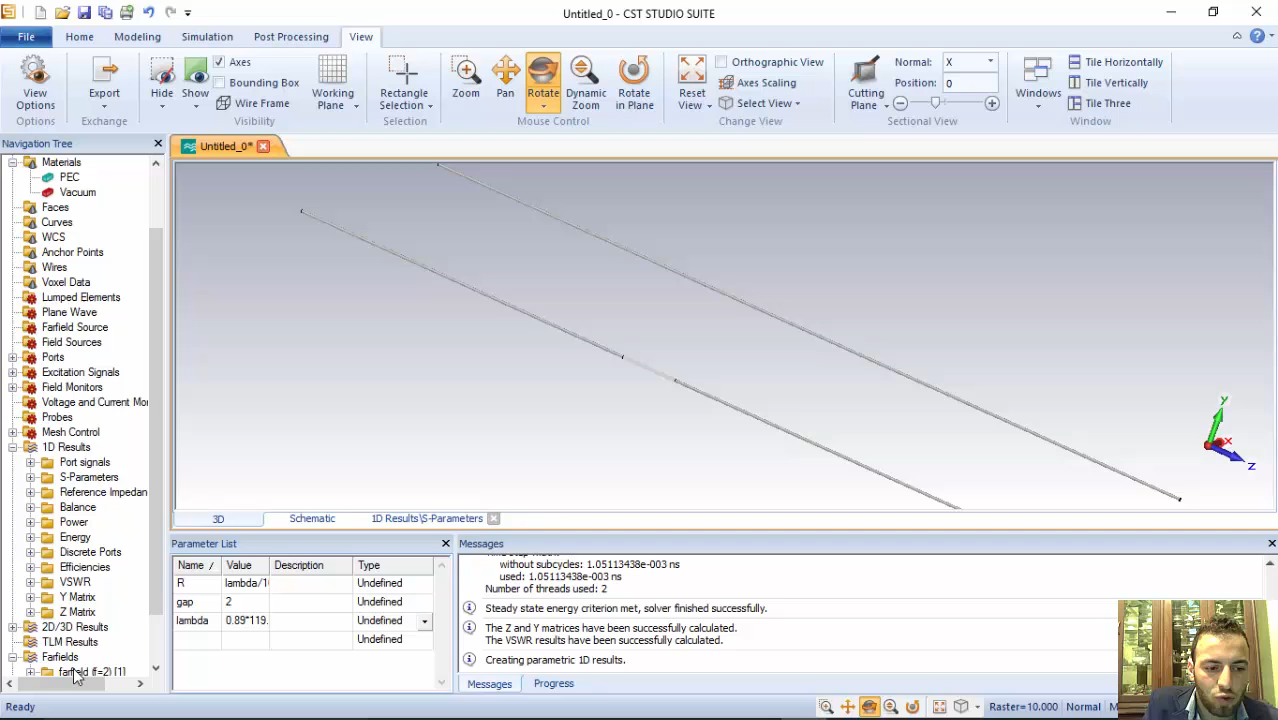 Untitled_0 - CST STUDIO SUITE
File
Home
Modeling
Simulation
Post Processing
View
View Options
Export
Hide
Show
Axes
Bounding Box
Wire Frame
Working Plane
Rectangle Selection
Zoom
Pan
Rotate
Dynamic Zoom
Rotate in Plane
Reset View
Orthographic View
Axes Scaling
Select View
Cutting Plane
Normal: X
Position: 0
Windows
Tile Horizontally
Tile Vertically
Tile Three
Options
Exchange
Visibility
Selection
Mouse Control
Change View
Sectional View
Window
Navigation Tree
Untitled_0*
Materials
PEC
Vacuum
Faces
Curves
WCS
Anchor Points
Wires
Voxel Data
Lumped Elements
Plane Wave
Farfield Source
Field Sources
Ports
Excitation Signals
Field Monitors
Voltage and Current Mo
Probes
Mesh Control
1D Results
Port signals
S-Parameters
Reference Impedan
Balance
Power
Energy
Discrete Ports
Efficiencies
VSWR
Y Matrix
Z Matrix
2D/3D Results
TLM Results
Farfields
farfield (f=2) [1]
y
x
z
3D
Schematic
1D Results\S-Parameters
Parameter List
Name / Value Description Type
R lambda/1 Undefined
gap 2 Undefined
lambda 0.89*119. Undefined
Undefined
Messages
without subcycles: 1.05113438e-003 ns
used: 1.05113438e-003 ns
Number of threads used: 2
Steady state energy criterion met, solver finished successfully.
The Z and Y matrices have been successfully calculated.
The VSWR results have been successfully calculated.
Creating parametric 1D results.
Messages
Progress
Ready
Raster=10.000
Normal